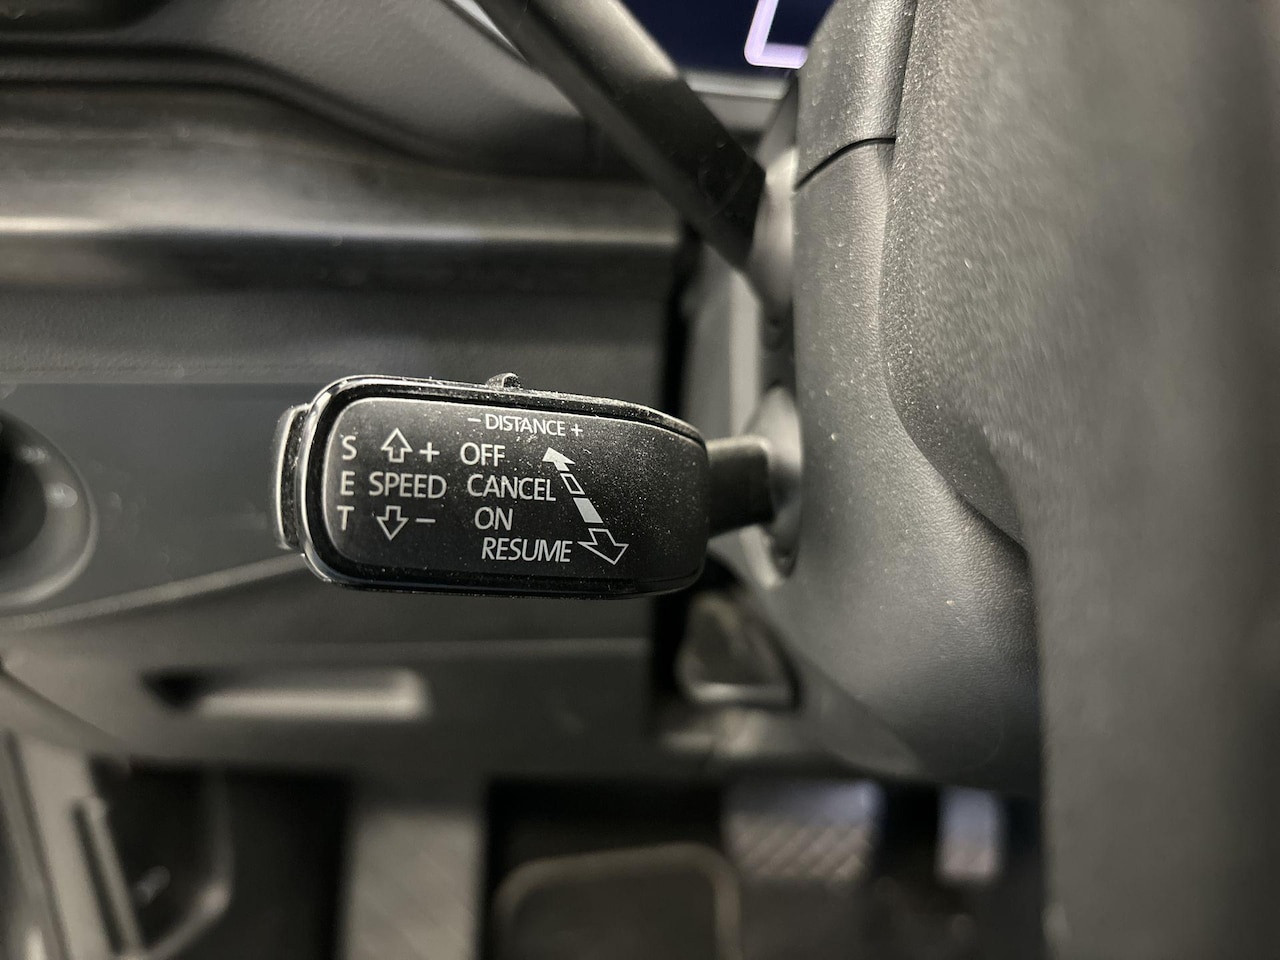 − DISTANCE +
S + OFF
E SPEED CANCEL
T − ON
RESUME